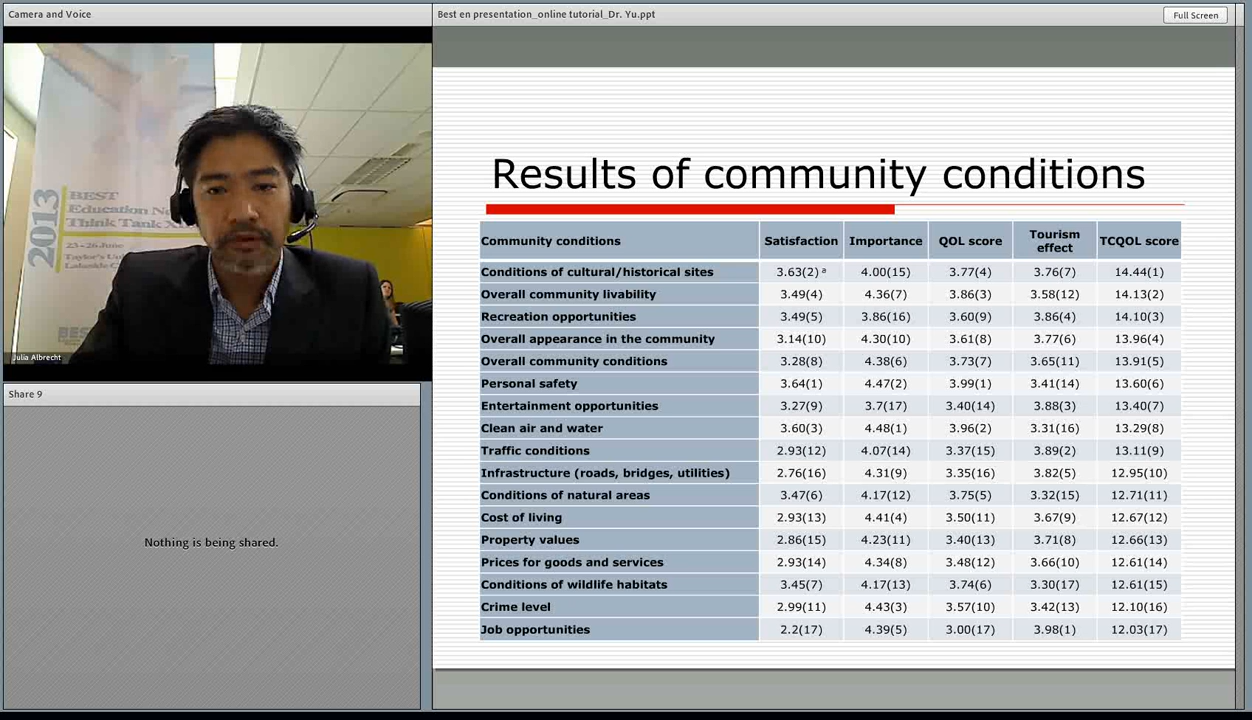 Camera and Voice
2013
BEST
Education Ne
Think Tank X
23-26 June
Taylor's Un
Lakeside C
BES
Julia Albrecht
Share 9
Nothing is being shared.
Best en presentation_online tutorial_Dr. Yu.ppt
Full Screen
Results of community conditions
Community conditions Satisfaction Importance QOL score Tourism effect TCQOL score
Conditions of cultural/historical sites 3.63(2) a 4.00(15) 3.77(4) 3.76(7) 14.44(1)
Overall community livability 3.49(4) 4.36(7) 3.86(3) 3.58(12) 14.13(2)
Recreation opportunities 3.49(5) 3.86(16) 3.60(9) 3.86(4) 14.10(3)
Overall appearance in the community 3.14(10) 4.30(10) 3.61(8) 3.77(6) 13.96(4)
Overall community conditions 3.28(8) 4.38(6) 3.73(7) 3.65(11) 13.91(5)
Personal safety 3.64(1) 4.47(2) 3.99(1) 3.41(14) 13.60(6)
Entertainment opportunities 3.27(9) 3.7(17) 3.40(14) 3.88(3) 13.40(7)
Clean air and water 3.60(3) 4.48(1) 3.96(2) 3.31(16) 13.29(8)
Traffic conditions 2.93(12) 4.07(14) 3.37(15) 3.89(2) 13.11(9)
Infrastructure (roads, bridges, utilities) 2.76(16) 4.31(9) 3.35(16) 3.82(5) 12.95(10)
Conditions of natural areas 3.47(6) 4.17(12) 3.75(5) 3.32(15) 12.71(11)
Cost of living 2.93(13) 4.41(4) 3.50(11) 3.67(9) 12.67(12)
Property values 2.86(15) 4.23(11) 3.40(13) 3.71(8) 12.66(13)
Prices for goods and services 2.93(14) 4.34(8) 3.48(12) 3.66(10) 12.61(14)
Conditions of wildlife habitats 3.45(7) 4.17(13) 3.74(6) 3.30(17) 12.61(15)
Crime level 2.99(11) 4.43(3) 3.57(10) 3.42(13) 12.10(16)
Job opportunities 2.2(17) 4.39(5) 3.00(17) 3.98(1) 12.03(17)